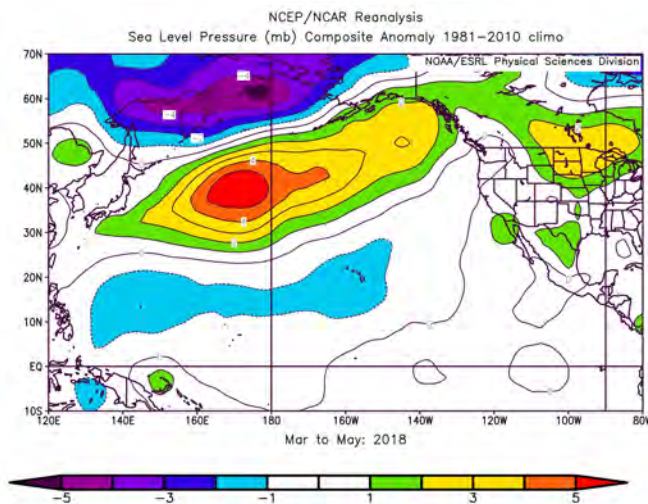 NCEP/NCAR Reanalysis
Sea Level Pressure (mb) Composite Anomaly 1981-2010 climo
NOAA/ESRL Physical Sciences Division
70N
60N
50N
40N
30N
20N
10N
EQ
10S
120E 140E 160E 180 160W 140W 120W 100W 80W
Mar to May: 2018
-5 -3 -1 1 3 5